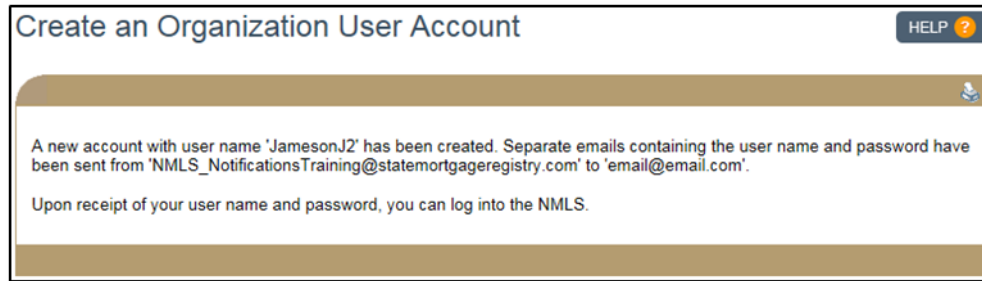 Create an Organization User Account
HELP ?
A new account with user name 'JamesonJ2' has been created. Separate emails containing the user name and password have
been sent from 'NMLS_NotificationsTraining@statemortgageregistry.com' to 'email@email.com'.
Upon receipt of your user name and password, you can log into the NMLS.